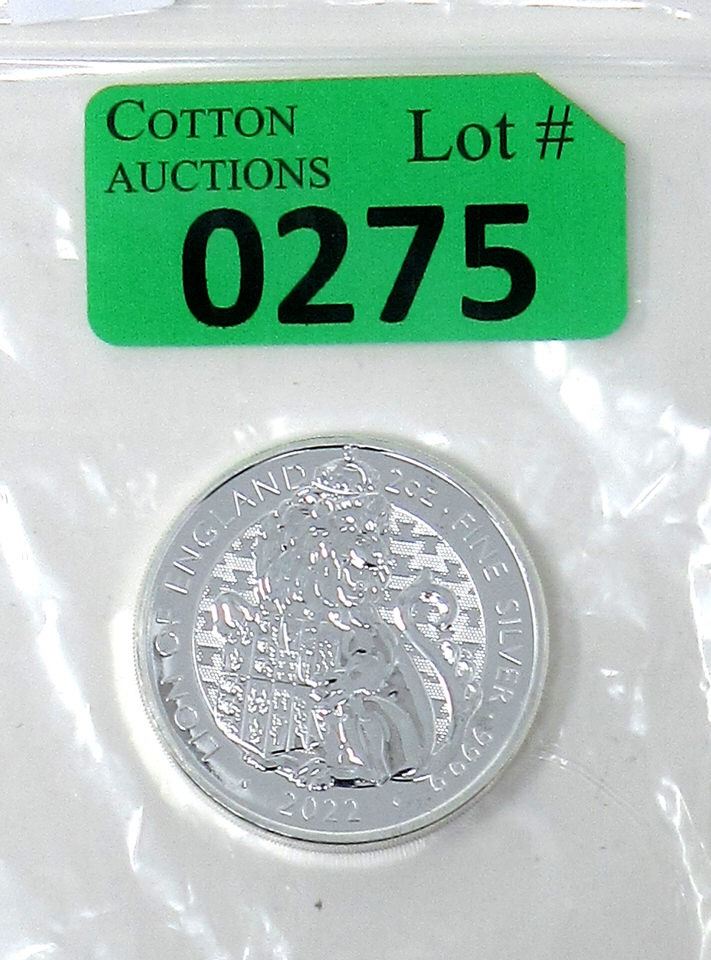 COTTON
AUCTIONS
Lot #
0275
LION OF ENGLAND 2OZ · FINE SILVER · 999.9
· 2022 ·